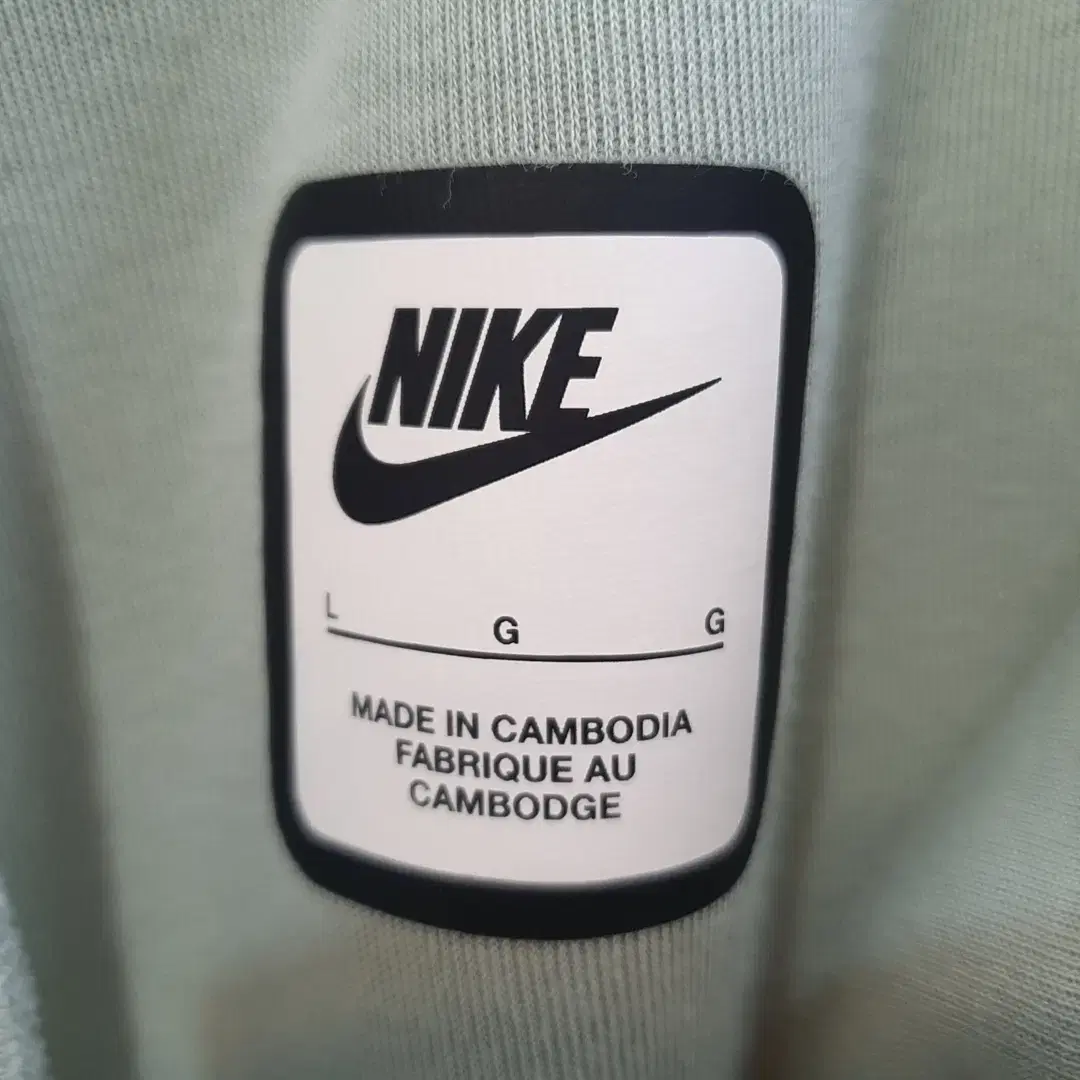 NIKE
L G G
MADE IN CAMBODIA
FABRIQUE AU
CAMBODGE